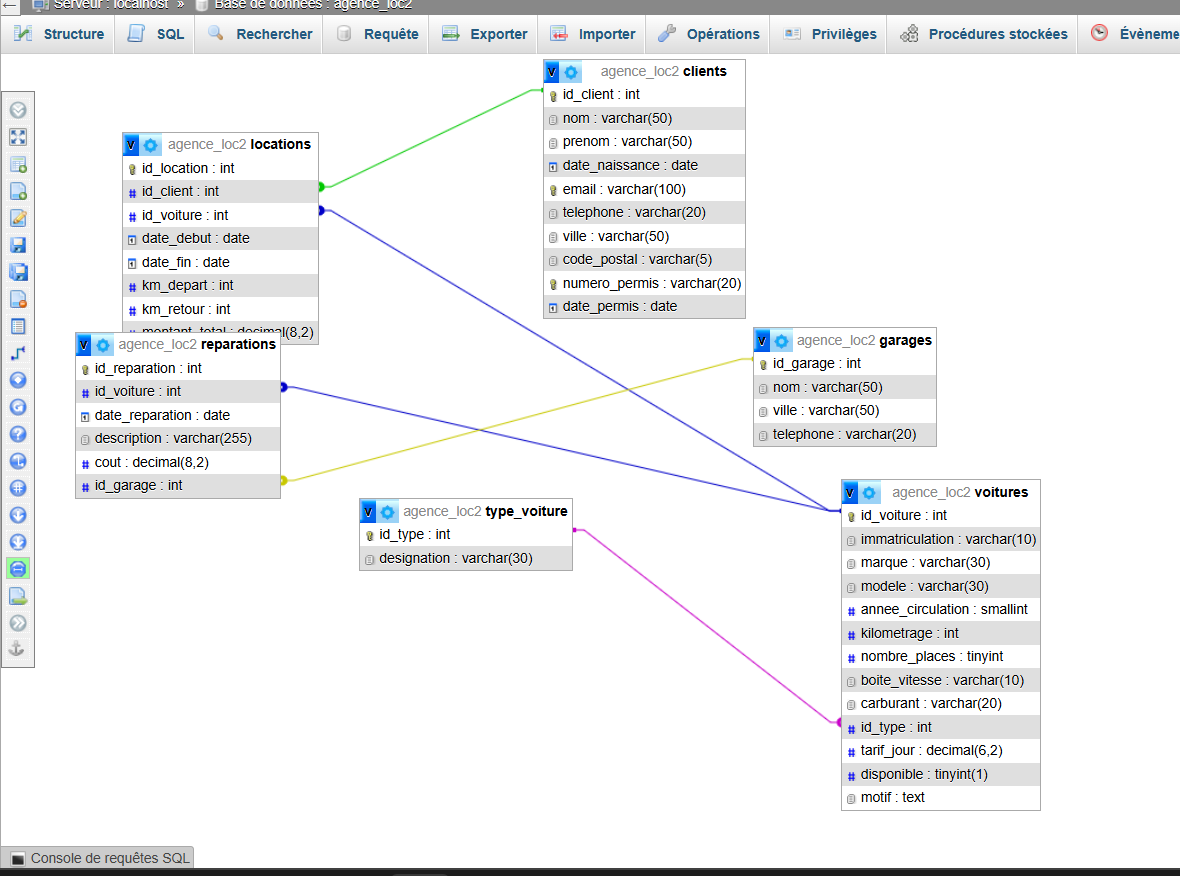 Serveur : localhost » Base de données : agence_loc2
Structure SQL Rechercher Requête Exporter Importer Opérations Privilèges Procédures stockées Évèneme
agence_loc2 clients
id_client : int
nom : varchar(50)
prenom : varchar(50)
date_naissance : date
email : varchar(100)
telephone : varchar(20)
ville : varchar(50)
code_postal : varchar(5)
numero_permis : varchar(20)
date_permis : date
agence_loc2 locations
id_location : int
id_client : int
id_voiture : int
date_debut : date
date_fin : date
km_depart : int
km_retour : int
montant_total : decimal(8,2)
agence_loc2 reparations
id_reparation : int
id_voiture : int
date_reparation : date
description : varchar(255)
cout : decimal(8,2)
id_garage : int
agence_loc2 garages
id_garage : int
nom : varchar(50)
ville : varchar(50)
telephone : varchar(20)
agence_loc2 type_voiture
id_type : int
designation : varchar(30)
agence_loc2 voitures
id_voiture : int
immatriculation : varchar(10)
marque : varchar(30)
modele : varchar(30)
annee_circulation : smallint
kilometrage : int
nombre_places : tinyint
boite_vitesse : varchar(10)
carburant : varchar(20)
id_type : int
tarif_jour : decimal(6,2)
disponible : tinyint(1)
motif : text
Console de requêtes SQL